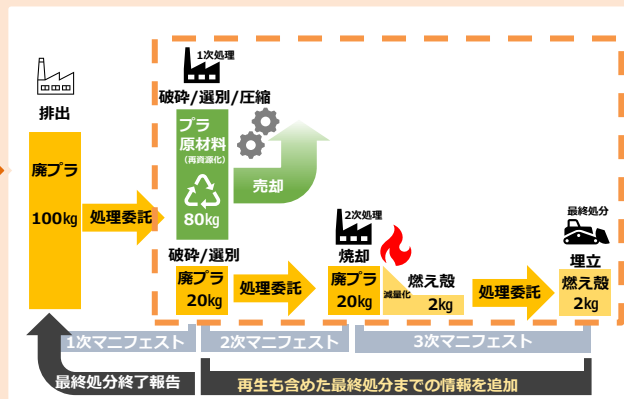 排出
廃プラ
100kg
処理委託
1次処理
破砕/選別/圧縮
プラ
原材料
(再資源化)
80kg
売却
破砕/選別
廃プラ
20kg
処理委託
2次処理
焼却
廃プラ
20kg
減量化
燃え殻
2kg
処理委託
最終処分
埋立
燃え殻
2kg
1次マニフェスト
2次マニフェスト
3次マニフェスト
最終処分終了報告
再生も含めた最終処分までの情報を追加